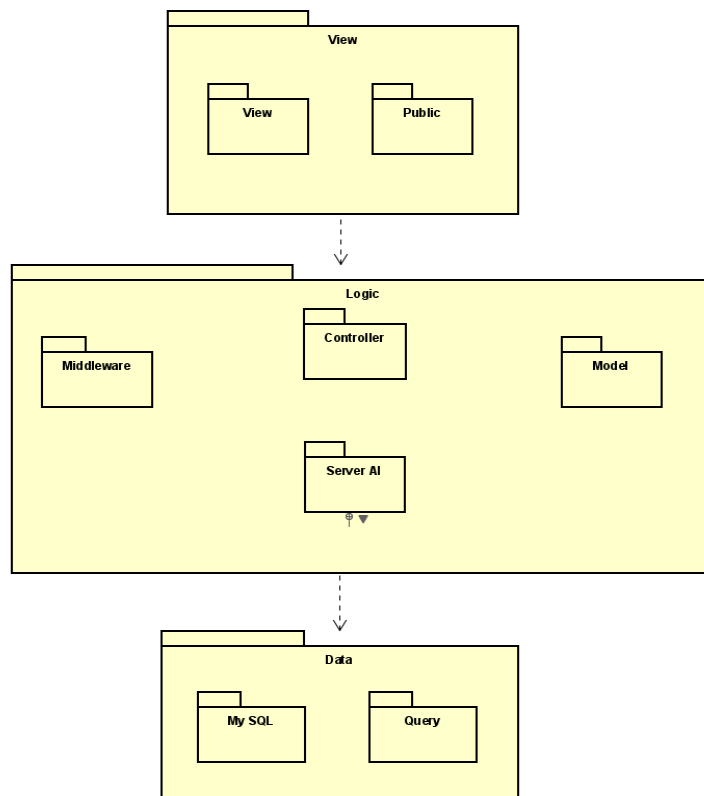 View
View
Public
Logic
Controller
Middleware
Model
Server AI
Data
My SQL
Query